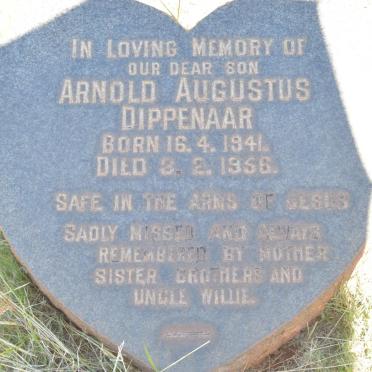 IN LOVING MEMORY OF
OUR DEAR SON
ARNOLD AUGUSTUS
DIPPENAAR
BORN 16. 4. 1941.
DIED 8. 2. 1956.
SAFE IN THE ARMS OF JESUS
SADLY MISSED AND ALWAYS
REMEMBERED BY MOTHER
SISTER BROTHERS AND
UNCLE WILLIE.